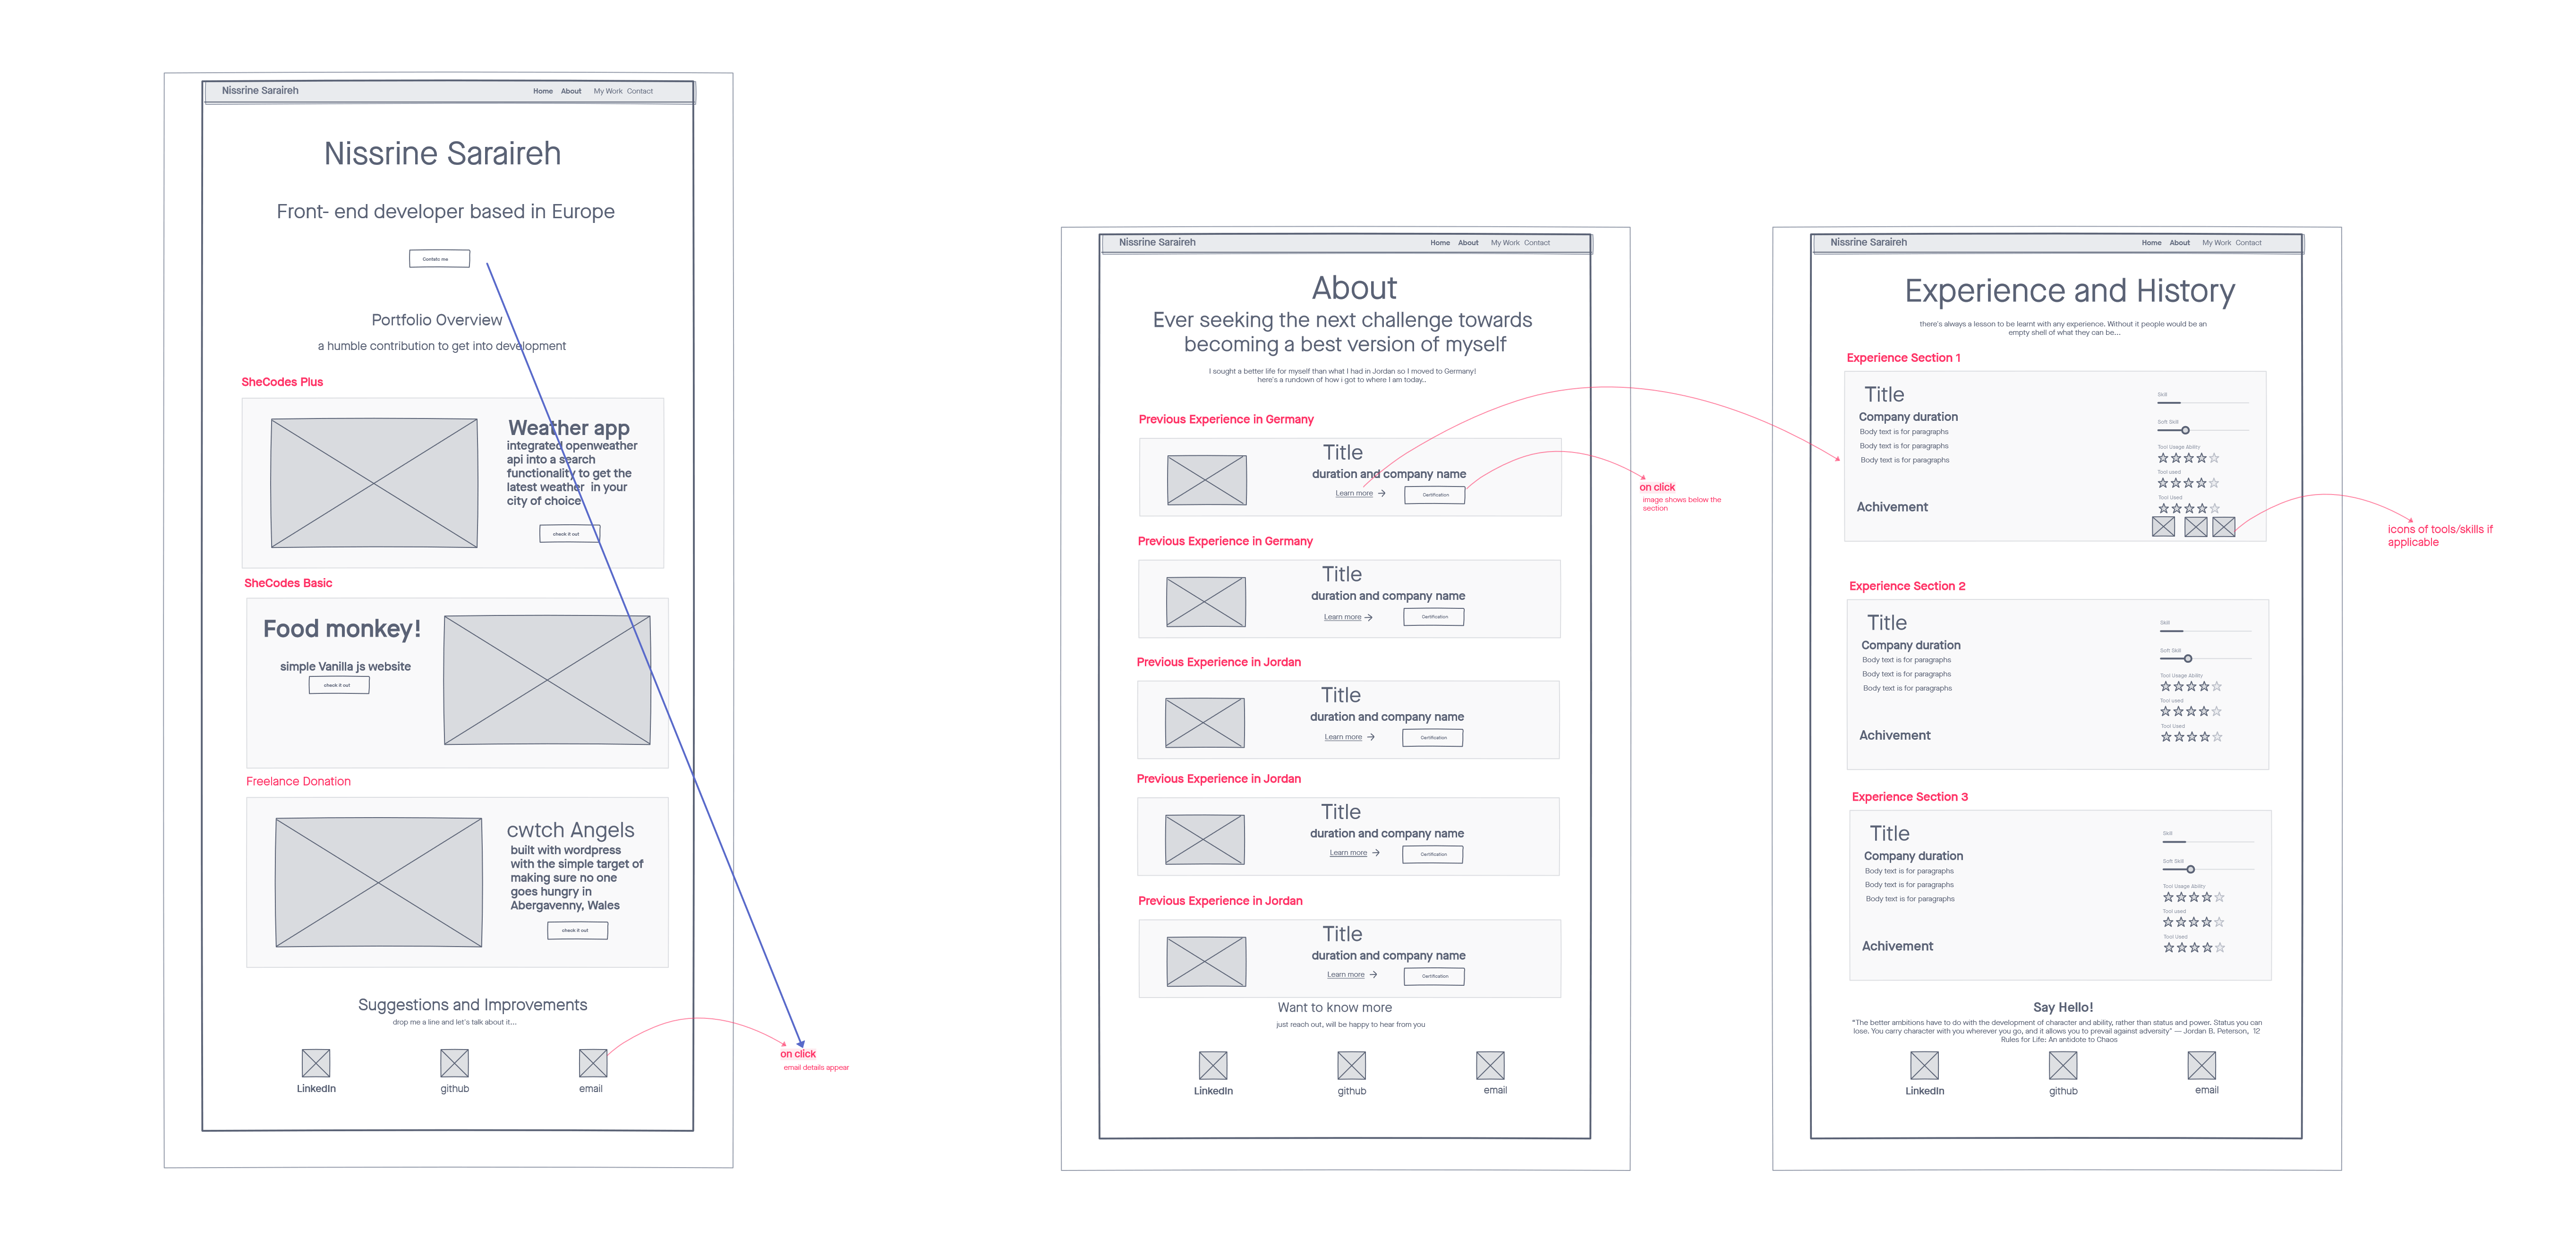 Nissrine Saraireh
Home About My Work Contact
Nissrine Saraireh
Front- end developer based in Europe
Contatc me
Portfolio Overview
a humble contribution to get into development
SheCodes Plus
Weather app
integrated openweather
api into a search
functionality to get the
latest weather in your
city of choice
check it out
SheCodes Basic
Food monkey!
simple Vanilla js website
check it out
Freelance Donation
cwtch Angels
built with wordpress
with the simple target of
making sure no one
goes hungry in
Abergavenny, Wales
check it out
Suggestions and Improvements
drop me a line and let's talk about it...
LinkedIn
github
email
on click
email details appear
Nissrine Saraireh
Home About My Work Contact
About
Ever seeking the next challenge towards
becoming a best version of myself
I sought a better life for myself than what I had in Jordan so I moved to Germany!
here's a rundown of how i got to where I am today..
Previous Experience in Germany
Title
duration and company name
Learn more
Certification
on click
image shows below the
section
Previous Experience in Germany
Title
duration and company name
Learn more
Certification
Previous Experience in Jordan
Title
duration and company name
Learn more
Certification
Previous Experience in Jordan
Title
duration and company name
Learn more
Certification
Previous Experience in Jordan
Title
duration and company name
Learn more
Certification
Want to know more
just reach out, will be happy to hear from you
LinkedIn
github
email
Nissrine Saraireh
Home About My Work Contact
Experience and History
there's always a lesson to be learnt with any experience. Without it people would be an
empty shell of what they can be...
Experience Section 1
Title
Company duration
Body text is for paragraphs
Body text is for paragraphs
Body text is for paragraphs
Achivement
Skill
Soft Skill
Tool Usage Ability
Tool used
Tool Used
icons of tools/skills if
applicable
Experience Section 2
Title
Company duration
Body text is for paragraphs
Body text is for paragraphs
Body text is for paragraphs
Achivement
Skill
Soft Skill
Tool Usage Ability
Tool used
Tool Used
Experience Section 3
Title
Company duration
Body text is for paragraphs
Body text is for paragraphs
Body text is for paragraphs
Achivement
Skill
Soft Skill
Tool Usage Ability
Tool used
Tool Used
Say Hello!
"The better ambitions have to do with the development of character and ability, rather than status and power. Status you can
lose. You carry character with you wherever you go, and it allows you to prevail against adversity" — Jordan B. Peterson, 12
Rules for Life: An antidote to Chaos
LinkedIn
github
email